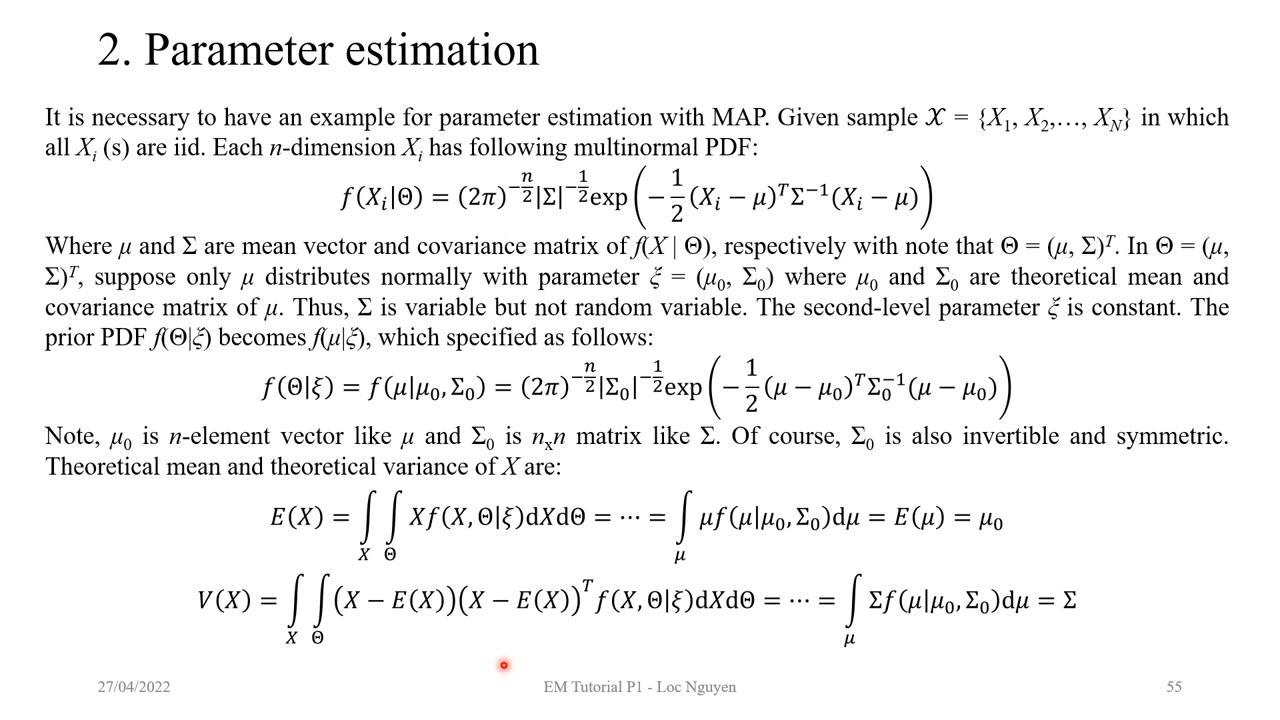 2. Parameter estimation
It is necessary to have an example for parameter estimation with MAP. Given sample 𝒳 = {X₁, X₂,…, X_N} in which
all Xᵢ (s) are iid. Each n-dimension Xᵢ has following multinormal PDF:
f(Xᵢ|Θ) = (2π)^{−n/2}|Σ|^{−1/2}exp(−1/2(Xᵢ − μ)ᵀΣ⁻¹(Xᵢ − μ))
Where μ and Σ are mean vector and covariance matrix of f(X | Θ), respectively with note that Θ = (μ, Σ)ᵀ. In Θ = (μ,
Σ)ᵀ, suppose only μ distributes normally with parameter ξ = (μ₀, Σ₀) where μ₀ and Σ₀ are theoretical mean and
covariance matrix of μ. Thus, Σ is variable but not random variable. The second-level parameter ξ is constant. The
prior PDF f(Θ|ξ) becomes f(μ|ξ), which specified as follows:
f(Θ|ξ) = f(μ|μ₀, Σ₀) = (2π)^{−n/2}|Σ₀|^{−1/2}exp(−1/2(μ − μ₀)ᵀΣ₀⁻¹(μ − μ₀))
Note, μ₀ is n-element vector like μ and Σ₀ is nₓn matrix like Σ. Of course, Σ₀ is also invertible and symmetric.
Theoretical mean and theoretical variance of X are:
E(X) = ∫_X ∫_Θ Xf(X, Θ|ξ)dXdΘ = ⋯ = ∫_μ μf(μ|μ₀, Σ₀)dμ = E(μ) = μ₀
V(X) = ∫_X ∫_Θ (X − E(X))(X − E(X))ᵀf(X, Θ|ξ)dXdΘ = ⋯ = ∫_μ Σf(μ|μ₀, Σ₀)dμ = Σ
27/04/2022 EM Tutorial P1 - Loc Nguyen 55